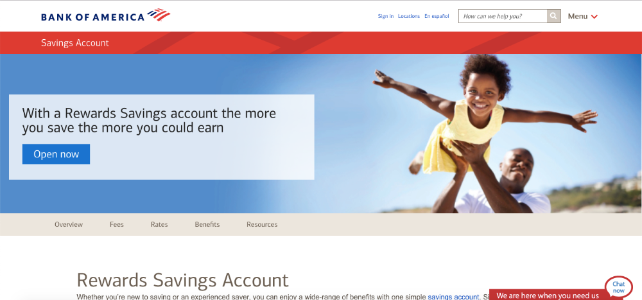 BANK OF AMERICA
Sign in Locations En español How can we help you? Menu
Savings Account
With a Rewards Savings account the more
you save the more you could earn
Open now
Overview Fees Rates Benefits Resources
Rewards Savings Account
Whether you're new to saving or an experienced saver, you can enjoy a wide-range of benefits with one simple savings account.
We are here when you need us
Chat
now